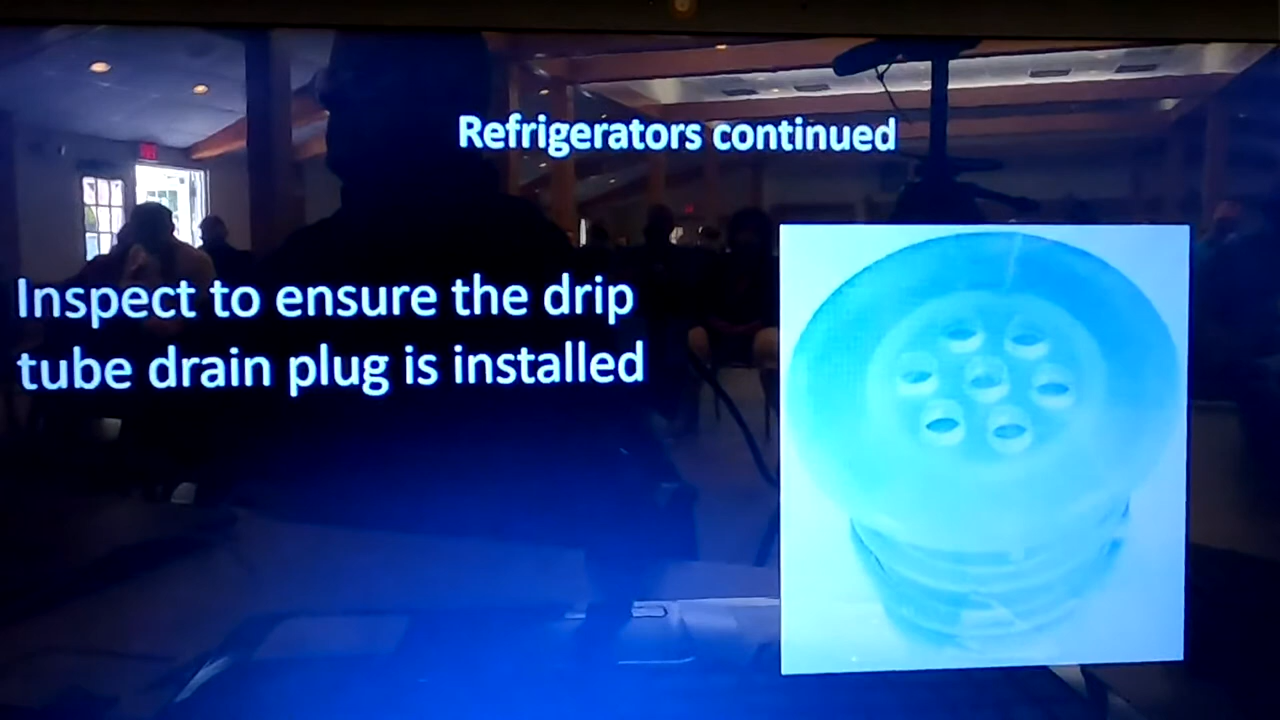 Refrigerators continued
Inspect to ensure the drip
tube drain plug is installed